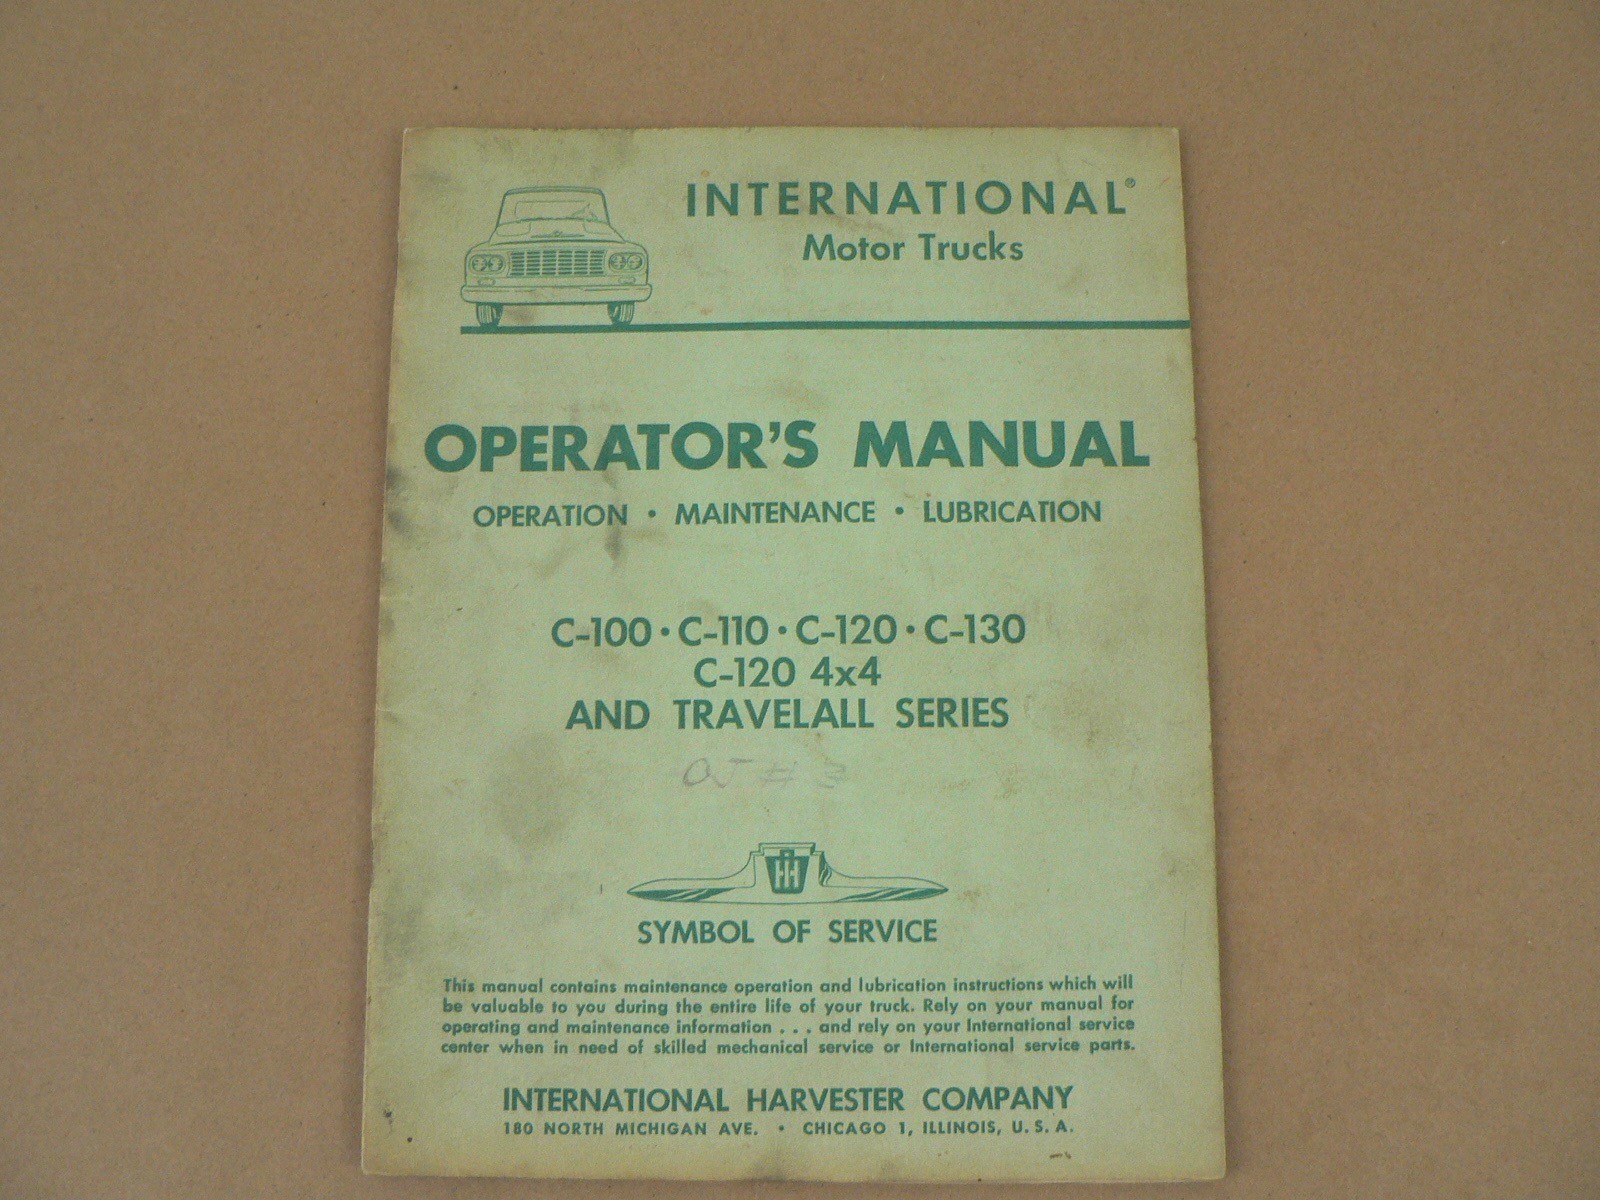 INTERNATIONAL®
Motor Trucks
OPERATOR'S MANUAL
OPERATION • MAINTENANCE • LUBRICATION
C-100 • C-110 • C-120 • C-130
C-120 4x4
AND TRAVELALL SERIES
OJ # 3
IH
SYMBOL OF SERVICE
This manual contains maintenance operation and lubrication instructions which will
be valuable to you during the entire life of your truck. Rely on your manual for
operating and maintenance information . . . and rely on your International service
center when in need of skilled mechanical service or International service parts.
INTERNATIONAL HARVESTER COMPANY
180 NORTH MICHIGAN AVE. • CHICAGO 1, ILLINOIS, U. S. A.